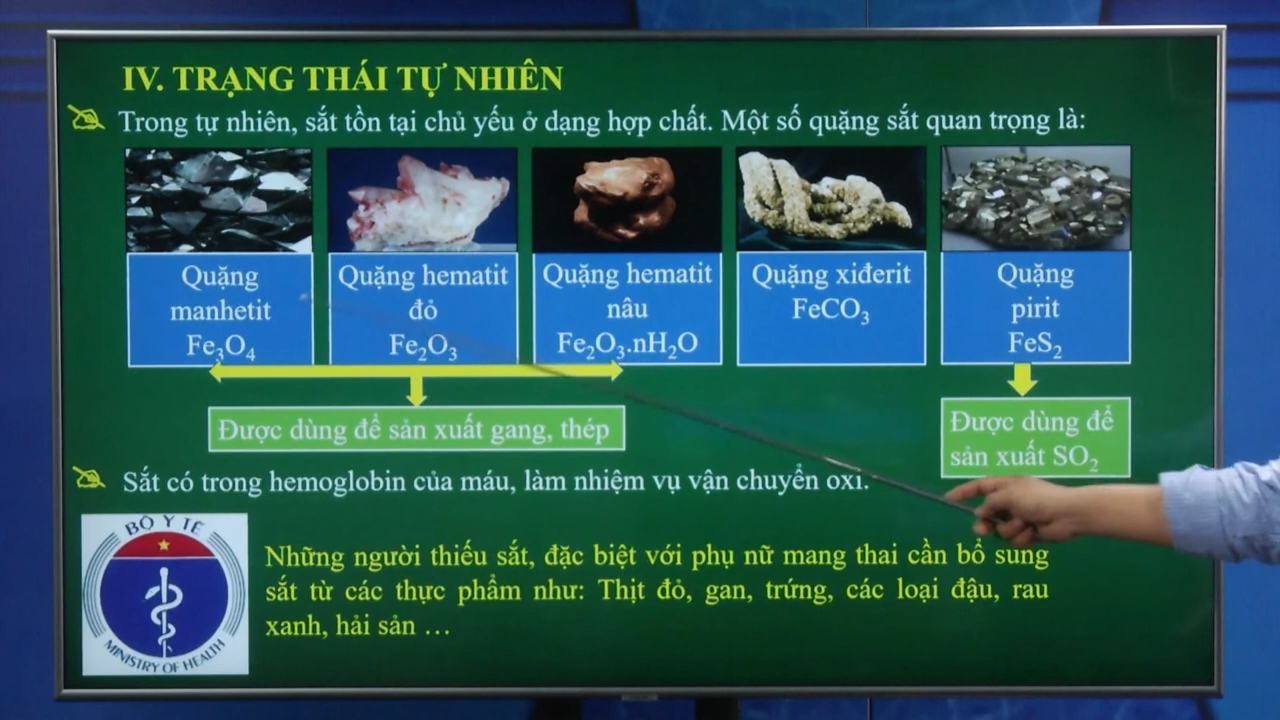 IV. TRẠNG THÁI TỰ NHIÊN
Trong tự nhiên, sắt tồn tại chủ yếu ở dạng hợp chất. Một số quặng sắt quan trọng là:
Quặng
manhetit
Fe₃O₄
Quặng hematit
đỏ
Fe₂O₃
Quặng hematit
nâu
Fe₂O₃.nH₂O
Quặng xiđerit
FeCO₃
Quặng
pirit
FeS₂
Được dùng để sản xuất gang, thép
Được dùng để
sản xuất SO₂
Sắt có trong hemoglobin của máu, làm nhiệm vụ vận chuyển oxi.
BỘ Y TẾ
MINISTRY OF HEALTH
Những người thiếu sắt, đặc biệt với phụ nữ mang thai cần bổ sung
sắt từ các thực phẩm như: Thịt đỏ, gan, trứng, các loại đậu, rau
xanh, hải sản …